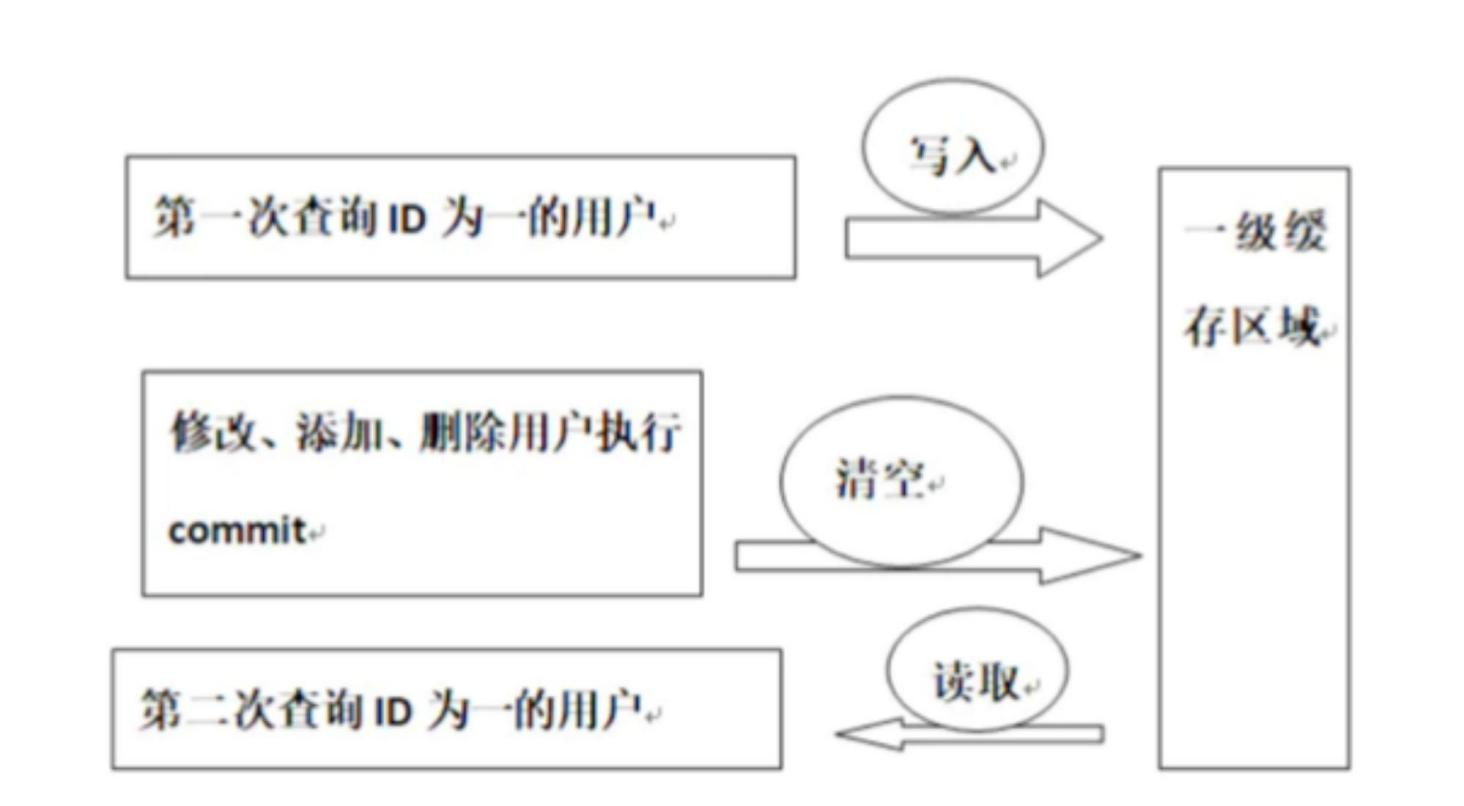 写入
第一次查询 ID 为一的用户
一级缓
存区域
修改、添加、删除用户执行
commit
清空
第二次查询 ID 为一的用户
读取